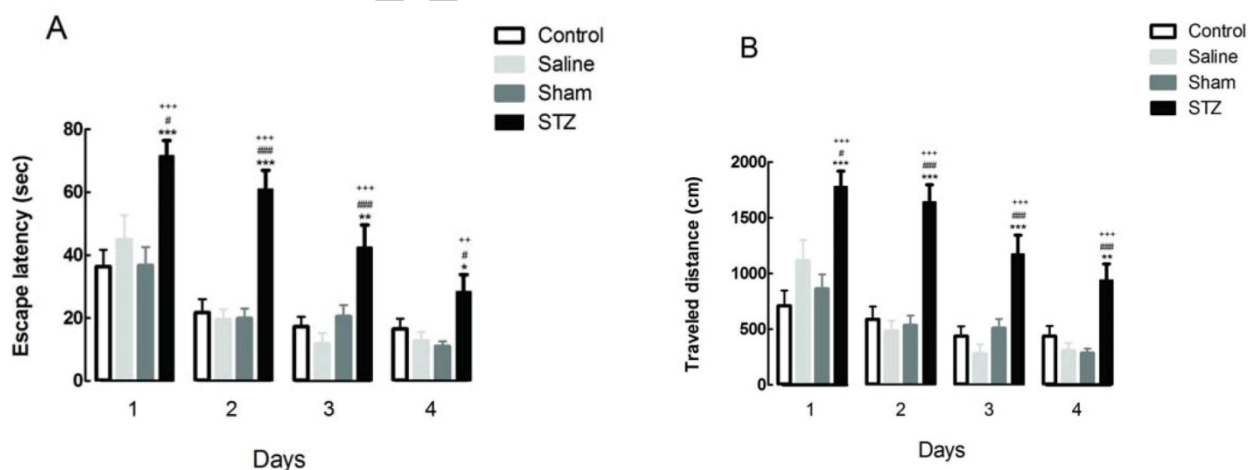 A
Control
Saline
Sham
STZ
Escape latency (sec)
80
60
40
20
0
+++
#
***
+++
###
***
+++
###
**
++
#
*
1 2 3 4
Days
B
Control
Saline
Sham
STZ
Traveled distance (cm)
2000
1500
1000
500
0
+++
#
***
+++
###
***
+++
###
***
+++
###
**
1 2 3 4
Days